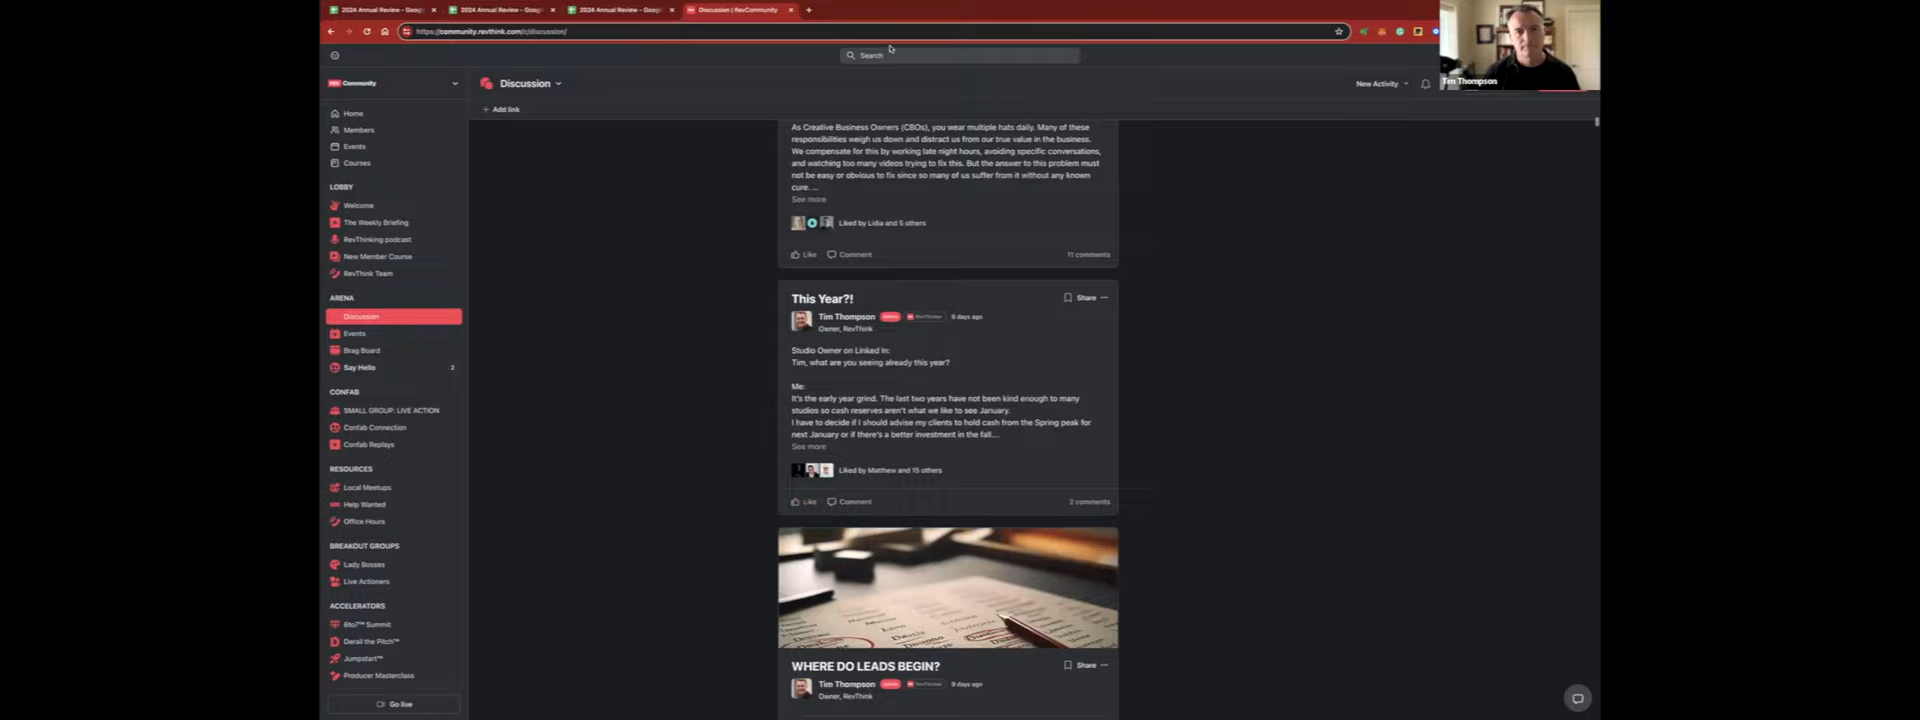 2024 Annual Review - Goog
2024 Annual Review - Goog
2024 Annual Review - Goog
Discussion | RevCommunity
https://community.revthink.com/c/discussion/
Search
Tim Thompson
Community
Discussion
New Activity
Add link
Home
Members
Events
Courses
LOBBY
Welcome
The Weekly Briefing
RevThinking podcast
New Member Course
RevThink Team
ARENA
Discussion
Events
Brag Board
Say Hello 2
CONFAB
SMALL GROUP: LIVE ACTION
Confab Connection
Confab Replays
RESOURCES
Local Meetups
Help Wanted
Office Hours
BREAKOUT GROUPS
Lady Bosses
Live Actioners
ACCELERATORS
6to7™ Summit
Derail the Pitch™
Jumpstart™
Producer Masterclass
Go live
As Creative Business Owners (CBOs), you wear multiple hats daily. Many of these
responsibilities weigh us down and distract us from our true value in the business.
We compensate for this by working late night hours, avoiding specific conversations,
and watching too many videos trying to fix this. But the answer to this problem must
not be easy or obvious to fix since so many of us suffer from it without any known
cure. ...
See more
Liked by Lidia and 5 others
Like Comment 11 comments
This Year?! Share
Tim Thompson RevThinker 9 days ago
Owner, RevThink
Studio Owner on Linked In:
Tim, what are you seeing already this year?
Me:
It's the early year grind. The last two years have not been kind enough to many
studios so cash reserves aren't what we like to see January.
I have to decide if I should advise my clients to hold cash from the Spring peak for
next January or if there's a better investment in the fall....
See more
Liked by Matthew and 15 others
Like Comment 2 comments
WHERE DO LEADS BEGIN? Share
Tim Thompson RevThinker 9 days ago
Owner, RevThink